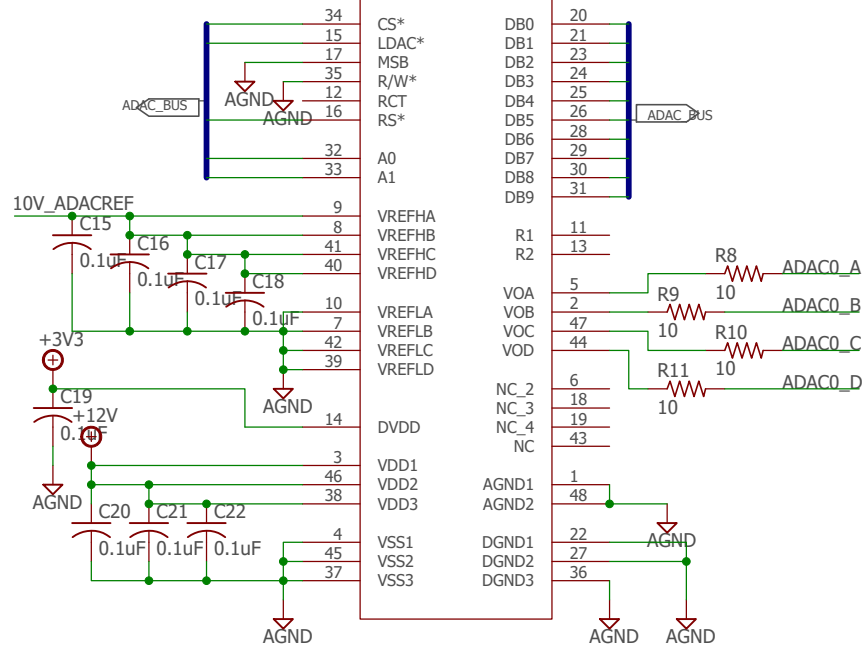 34 CS* DB0 20
15 LDAC* DB1 21
17 MSB DB2 23
35 R/W* DB3 24
AGND 12 RCT DB4 25
ADAC_BUS AGND 16 RS* DB5 26 ADAC_BUS
DB6 28
32 A0 DB7 29
33 A1 DB8 30
DB9 31
10V_ADACREF 9 VREFHA
C15 8 VREFHB R1 11
0.1uF C16 41 VREFHC R2 13
0.1uF C17 40 VREFHD R8 ADAC0_A
0.1uF C18 VOA 5 10
0.1uF 10 VREFLA VOB 2 R9 ADAC0_B
7 VREFLB VOC 47 10 R10 ADAC0_C
+3V3 42 VREFLC VOD 44 10
39 VREFLD R11 ADAC0_D
AGND NC_2 6 10
C19 NC_3 18
+12V 14 DVDD NC_4 19
0.1uF NC 43
3 VDD1
AGND 46 VDD2 AGND1 1
38 VDD3 AGND2 48
C20 C21 C22 AGND
0.1uF 0.1uF 0.1uF 4 VSS1 DGND1 22
45 VSS2 DGND2 27
37 VSS3 DGND3 36
AGND AGND AGND